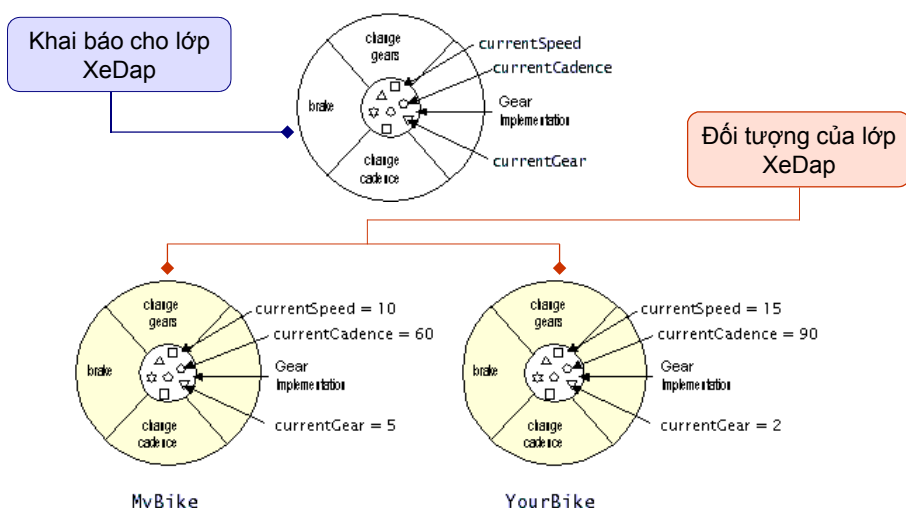 Khai báo cho lớp
XeDap
change
gears
currentSpeed
currentCadence
brake
Gear
Implementation
change
cadence
currentGear
Đối tượng của lớp
XeDap
change
gears
currentSpeed = 10
currentCadence = 60
brake
Gear
Implementation
change
cadence
currentGear = 5
MyBike
change
gears
currentSpeed = 15
currentCadence = 90
brake
Gear
Implementation
change
cadence
currentGear = 2
YourBike